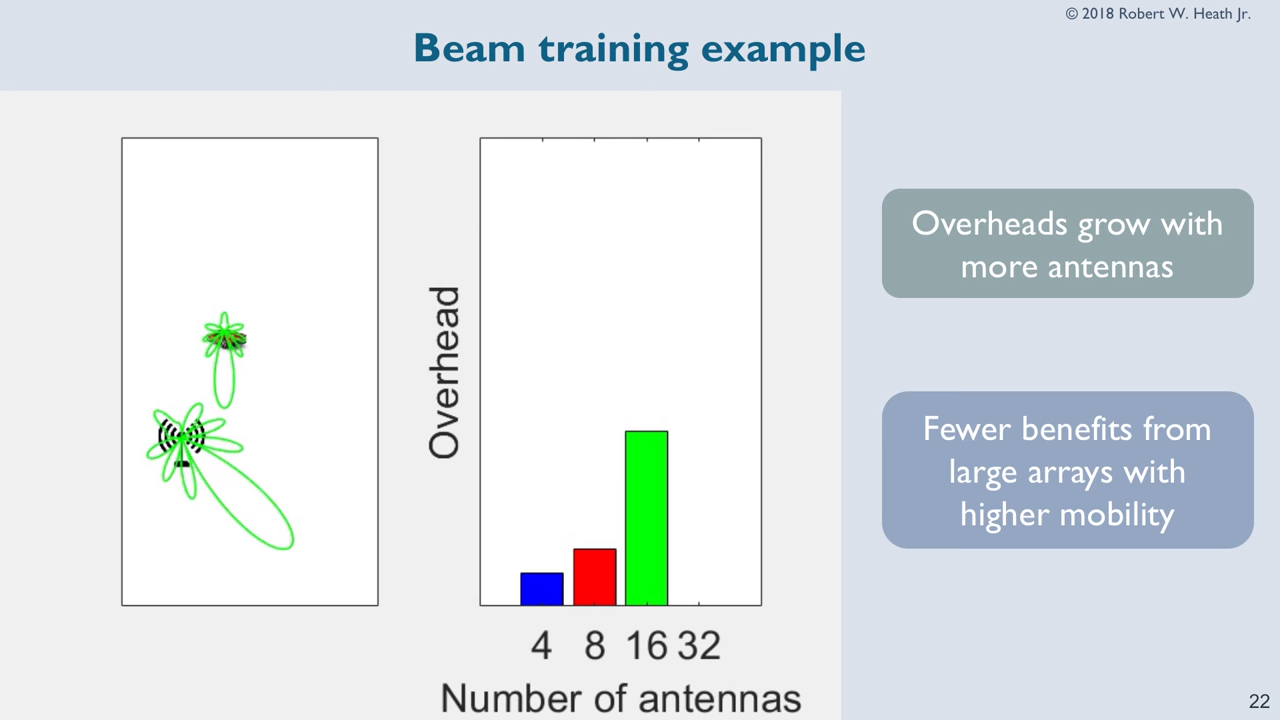 © 2018 Robert W. Heath Jr.
Beam training example
Overhead
4 8 16 32
Number of antennas
Overheads grow with
more antennas
Fewer benefits from
large arrays with
higher mobility
22